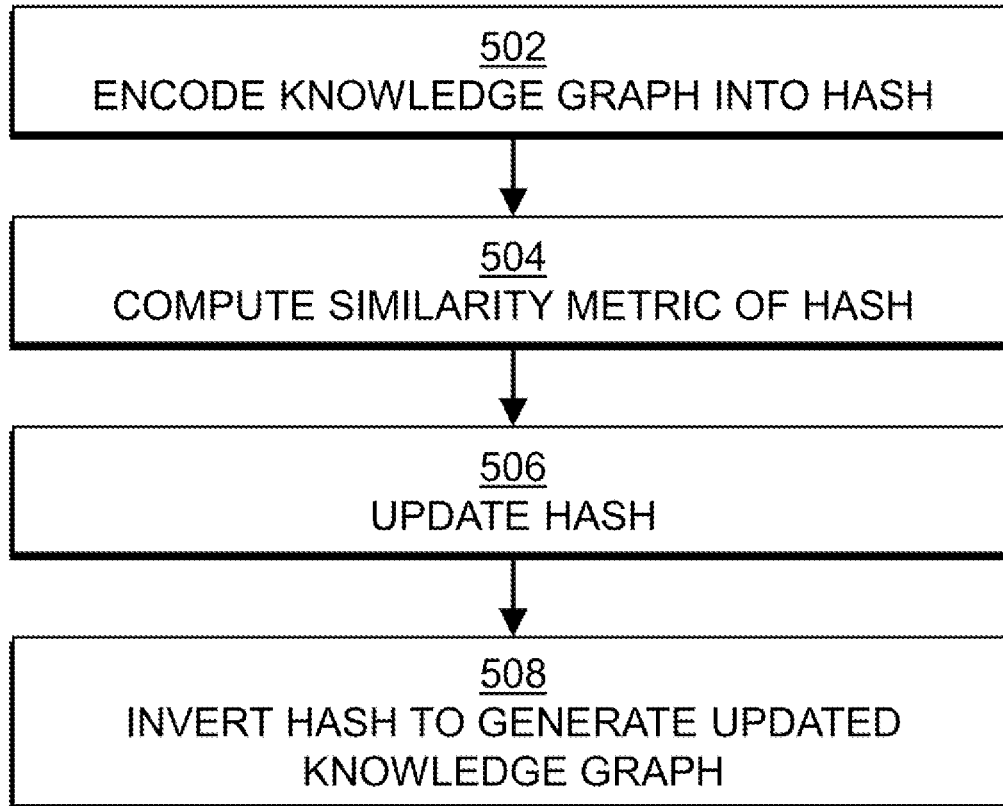 502
ENCODE KNOWLEDGE GRAPH INTO HASH
504
COMPUTE SIMILARITY METRIC OF HASH
506
UPDATE HASH
508
INVERT HASH TO GENERATE UPDATED
KNOWLEDGE GRAPH